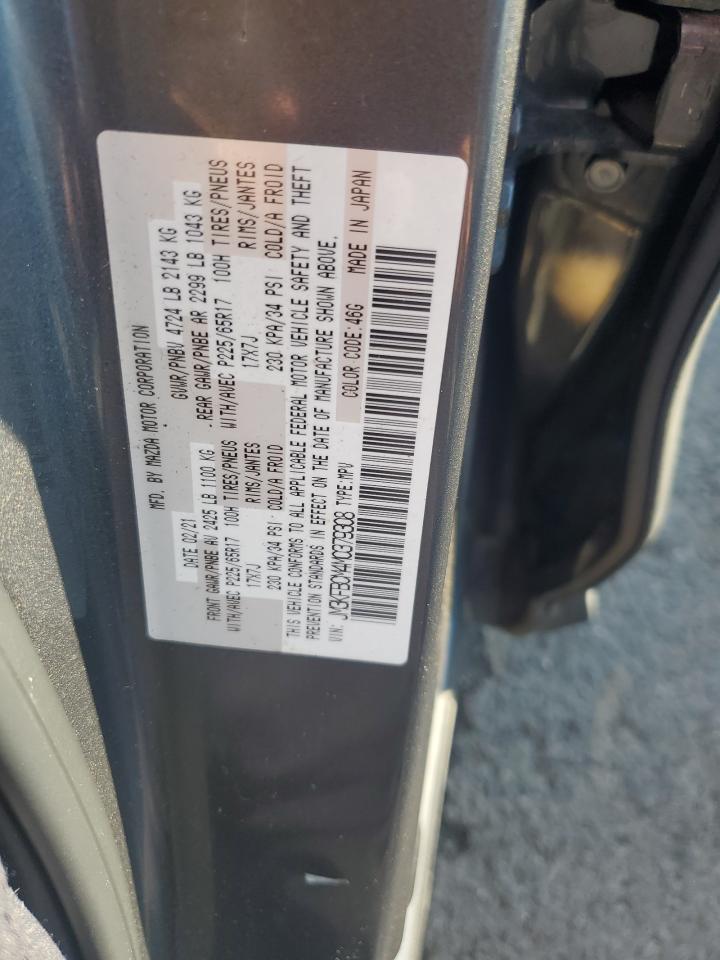 MFD. BY MAZDA MOTOR CORPORATION
DATE 02/21 GVWR/PNBV 4724 LB 2143 KG
FRONT GAWR/PNBE AV 2425 LB 1100 KG REAR GAWR/PNBE AR 2299 LB 1043 KG
WITH/AVEC P225/65R17 100H TIRES/PNEUS WITH/AVEC P225/65R17 100H TIRES/PNEUS
17X7J RIMS/JANTES 17X7J RIMS/JANTES
230 KPA/34 PSI COLD/A FROID 230 KPA/34 PSI COLD/A FROID
THIS VEHICLE CONFORMS TO ALL APPLICABLE FEDERAL MOTOR VEHICLE SAFETY AND THEFT
PREVENTION STANDARDS IN EFFECT ON THE DATE OF MANUFACTURE SHOWN ABOVE.
VIN: TYPE:MPV COLOR CODE:46G MADE IN JAPAN